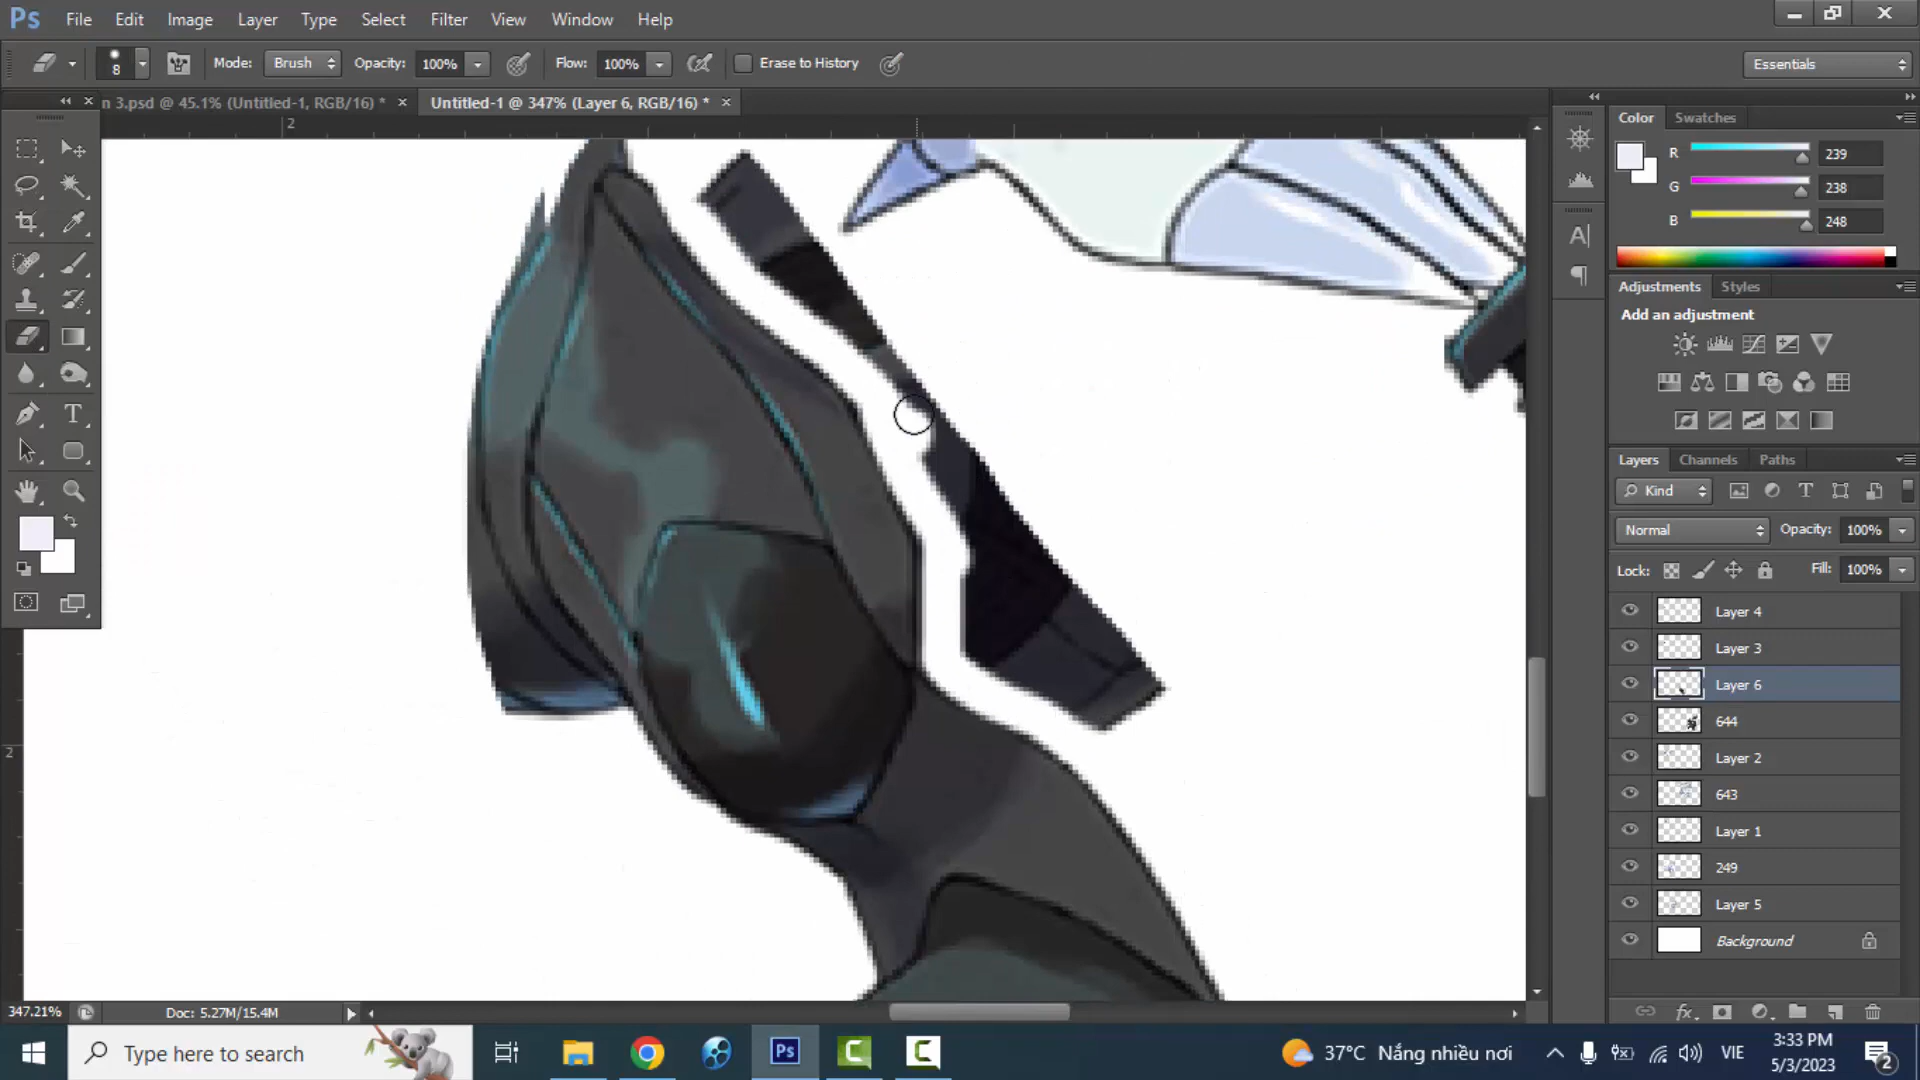 Ps File Edit Image Layer Type Select Filter View Window Help
8 Mode: Brush Opacity: 100% Flow: 100% Erase to History Essentials
n 3.psd @ 45.1% (Untitled-1, RGB/16) * Untitled-1 @ 347% (Layer 6, RGB/16) *
2
Color Swatches
R 239
G 238
B 248
Adjustments Styles
Add an adjustment
Layers Channels Paths
Kind
Normal Opacity: 100%
Lock: Fill: 100%
Layer 4
Layer 3
Layer 6
644
Layer 2
643
Layer 1
249
Layer 5
Background
2
347.21% Doc: 5.27M/15.4M
Type here to search
Ps
37°C Nắng nhiều nơi
VIE
3:33 PM
5/3/2023
2